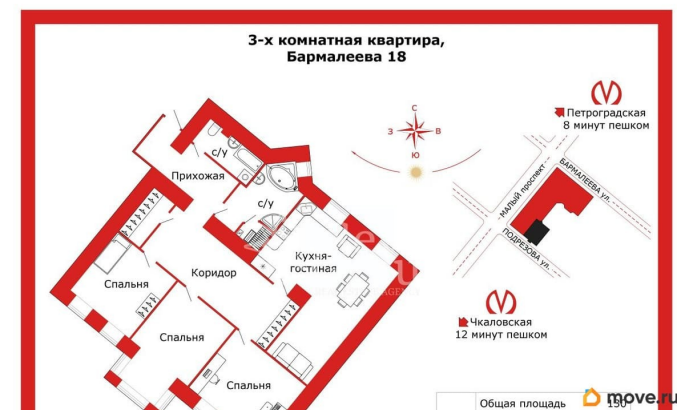 3-х комнатная квартира,
Бармалеева 18
С
З
В
Ю
Петроградская
8 минут пешком
МАЛЫЙ проспект
БАРМАЛЕЕВА ул.
ПОДРЕЗОВА ул.
Чкаловская
12 минут пешком
с/у
Прихожая
с/у
Кухня-
гостиная
Коридор
Спальня
Спальня
Спальня
Общая площадь
130
move.ru